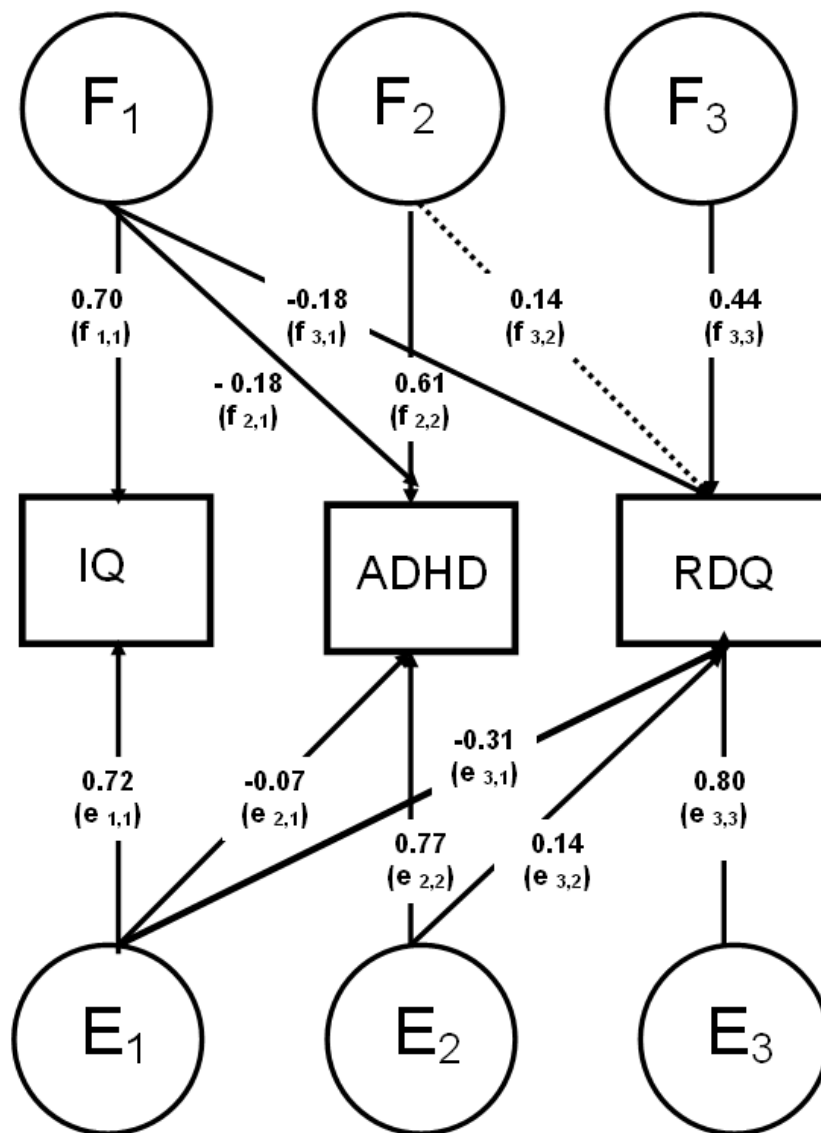 F1 F2 F3
0.70 -0.18 0.14 0.44
(f 1,1) (f 3,1) (f 3,2) (f 3,3)
- 0.18 0.61
(f 2,1) (f 2,2)
IQ ADHD RDQ
-0.31
(e 3,1)
0.72 -0.07 0.80
(e 1,1) (e 2,1) (e 3,3)
0.77 0.14
(e 2,2) (e 3,2)
E1 E2 E3